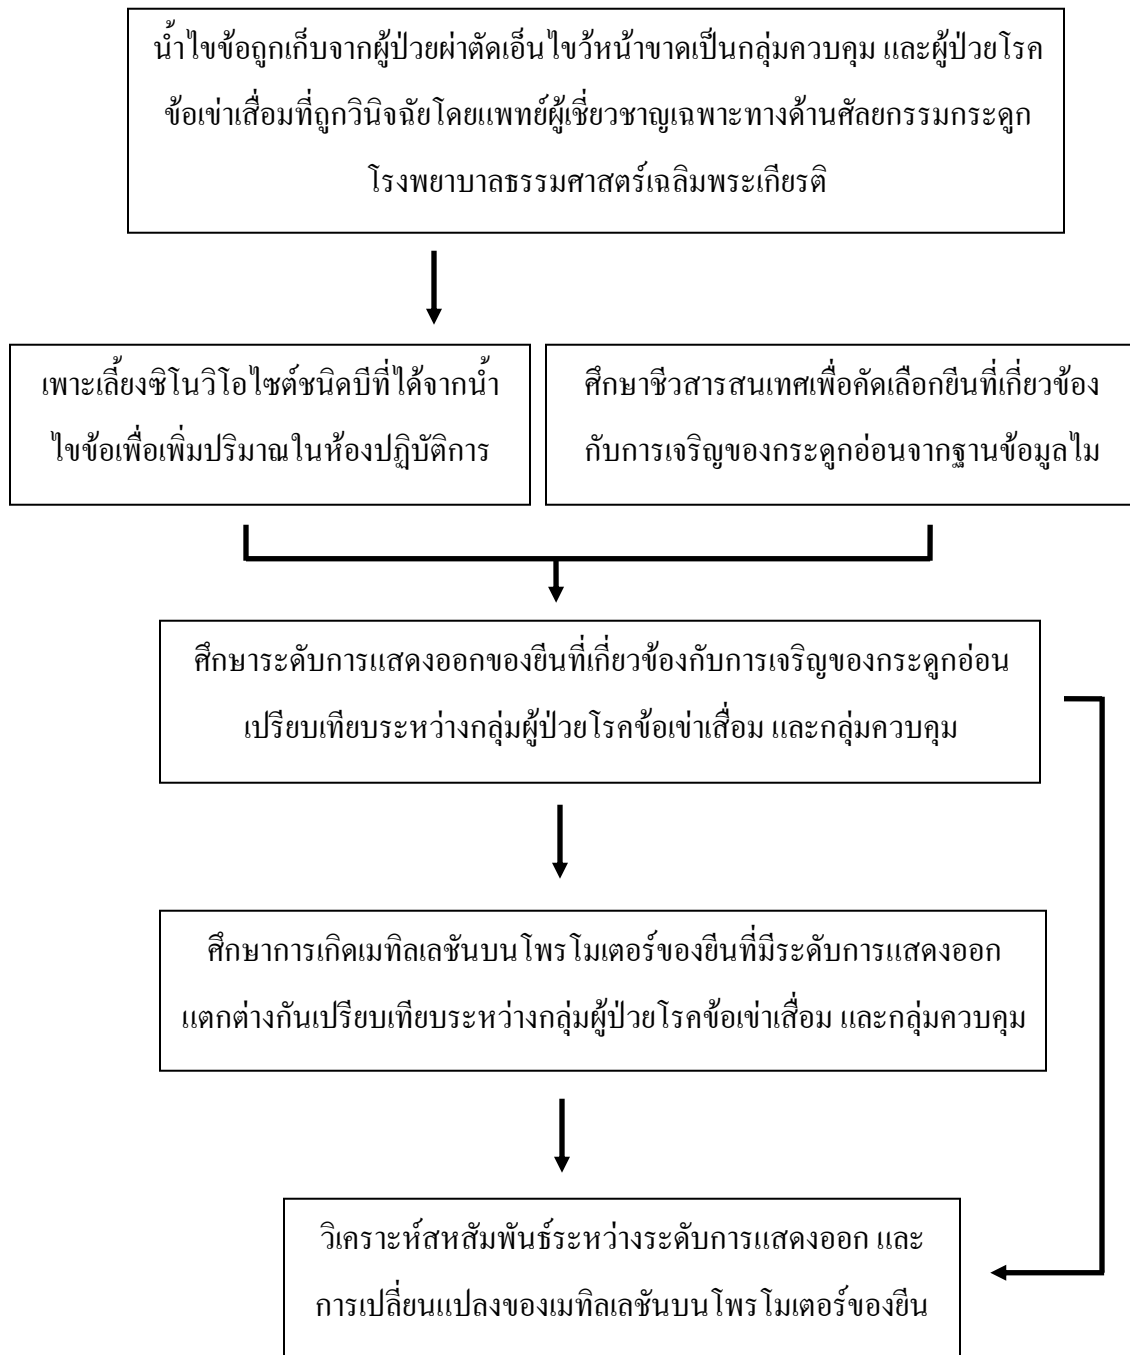 น้ำไขข้อถูกเก็บจากผู้ป่วยผ่าตัดเอ็นไขว้หน้าขาดเป็นกลุ่มควบคุม และผู้ป่วยโรค
ข้อเข่าเสื่อมที่ถูกวินิจฉัยโดยแพทย์ผู้เชี่ยวชาญเฉพาะทางด้านศัลยกรรมกระดูก
โรงพยาบาลธรรมศาสตร์เฉลิมพระเกียรติ
เพาะเลี้ยงซิโนวิโอไซต์ชนิดบีที่ได้จากน้ำ
ไขข้อเพื่อเพิ่มปริมาณในห้องปฏิบัติการ
ศึกษาชีวสารสนเทศเพื่อคัดเลือกยีนที่เกี่ยวข้อง
กับการเจริญของกระดูกอ่อนจากฐานข้อมูลไม
ศึกษาระดับการแสดงออกของยีนที่เกี่ยวข้องกับการเจริญของกระดูกอ่อน
เปรียบเทียบระหว่างกลุ่มผู้ป่วยโรคข้อเข่าเสื่อม และกลุ่มควบคุม
ศึกษาการเกิดเมทิลเลชันบนโพรโมเตอร์ของยีนที่มีระดับการแสดงออก
แตกต่างกันเปรียบเทียบระหว่างกลุ่มผู้ป่วยโรคข้อเข่าเสื่อม และกลุ่มควบคุม
วิเคราะห์สหสัมพันธ์ระหว่างระดับการแสดงออก และ
การเปลี่ยนแปลงของเมทิลเลชันบนโพรโมเตอร์ของยีน